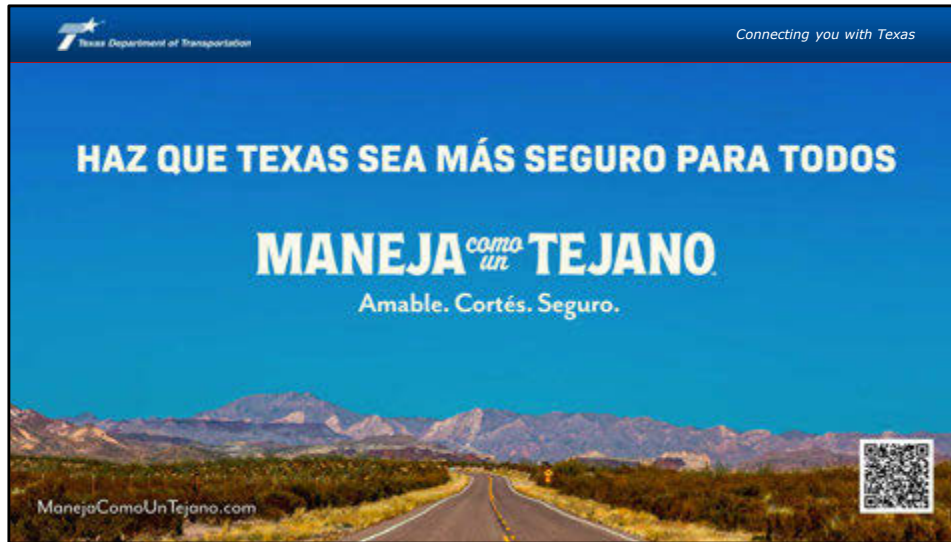 Texas Department of Transportation
Connecting you with Texas
HAZ QUE TEXAS SEA MÁS SEGURO PARA TODOS
MANEJA como un TEJANO
Amable. Cortés. Seguro.
ManejaComoUnTejano.com